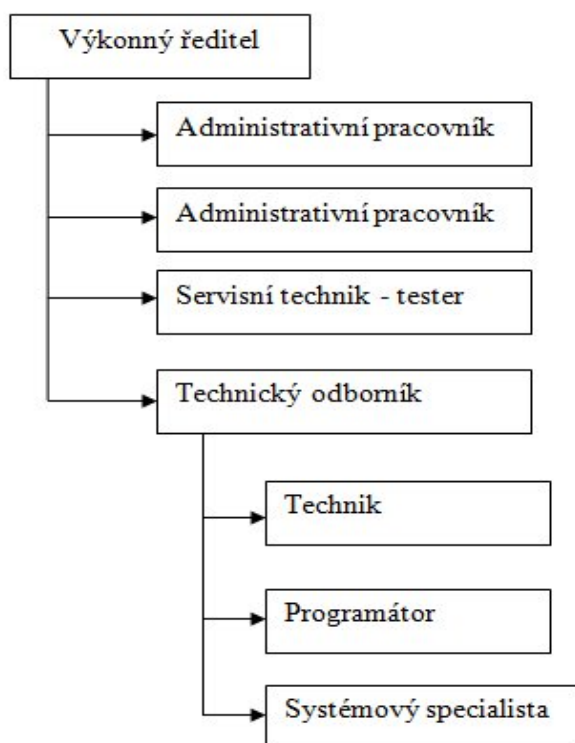 Výkonný ředitel
Administrativní pracovník
Administrativní pracovník
Servisní technik - tester
Technický odborník
Technik
Programátor
Systémový specialista